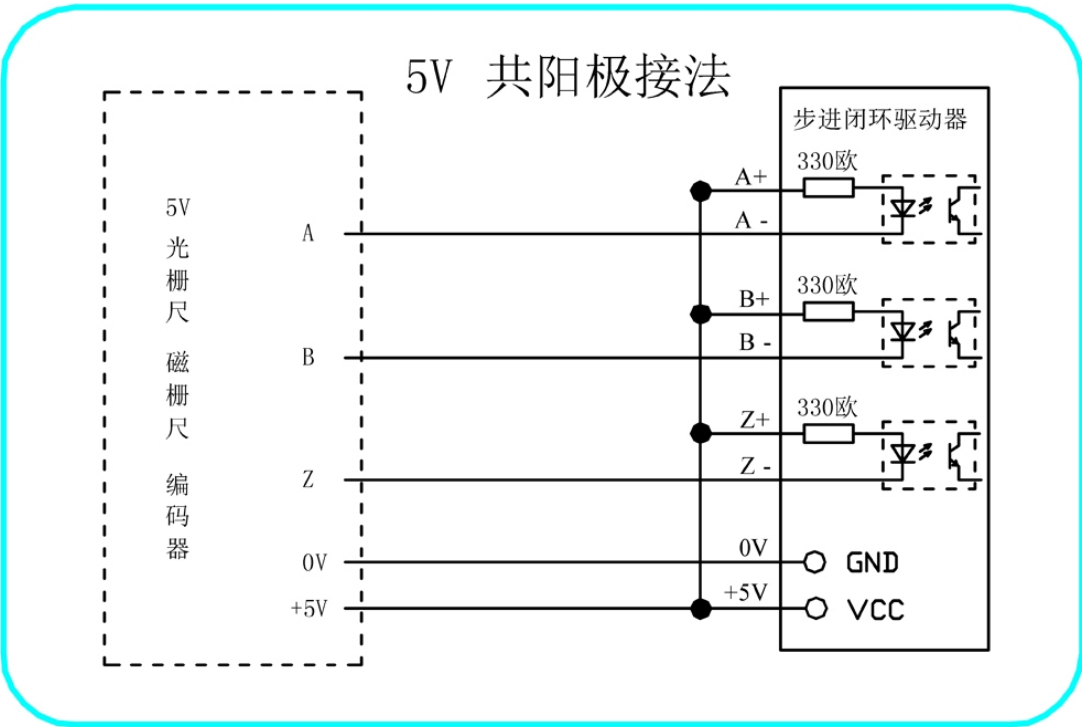 5V 共阳极接法
步进闭环驱动器
5V
光栅尺
磁栅尺
编码器
A
B
Z
0V
+5V
A+
330欧
A -
B+
330欧
B -
Z+
330欧
Z -
0V
GND
+5V
VCC